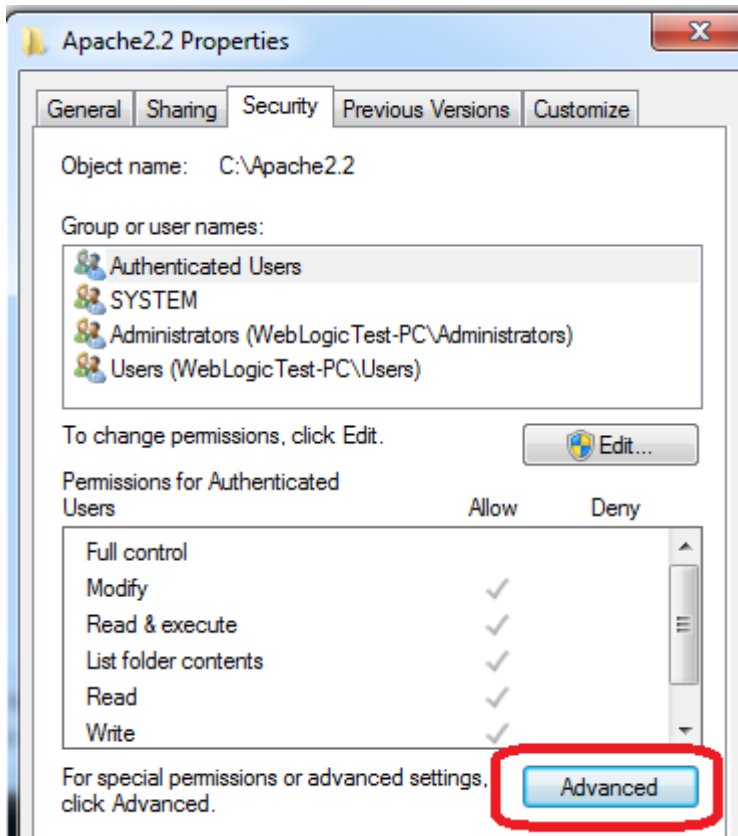 Apache2.2 Properties
General Sharing Security Previous Versions Customize
Object name: C:\Apache2.2
Group or user names:
Authenticated Users
SYSTEM
Administrators (WebLogicTest-PC\Administrators)
Users (WebLogicTest-PC\Users)
To change permissions, click Edit.
Edit...
Permissions for Authenticated
Users Allow Deny
Full control
Modify
Read & execute
List folder contents
Read
Write
For special permissions or advanced settings,
click Advanced.
Advanced